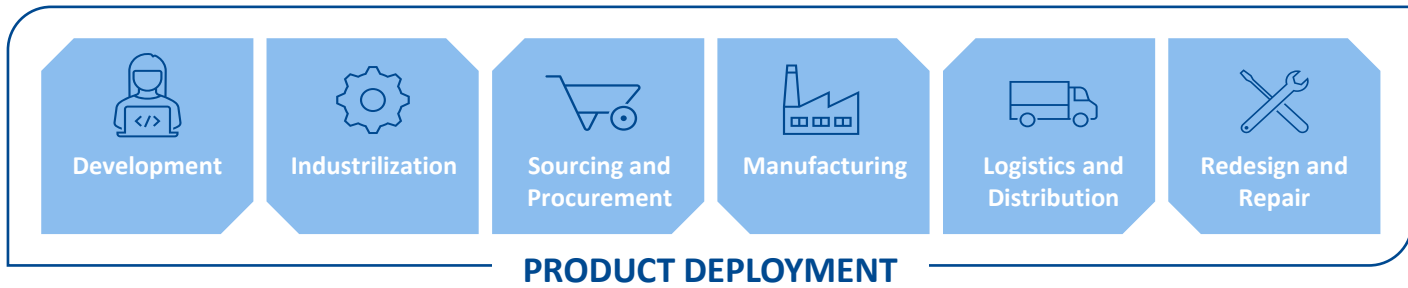 </>
Development
Industrilization
Sourcing and
Procurement
Manufacturing
Logistics and
Distribution
Redesign and
Repair
PRODUCT DEPLOYMENT